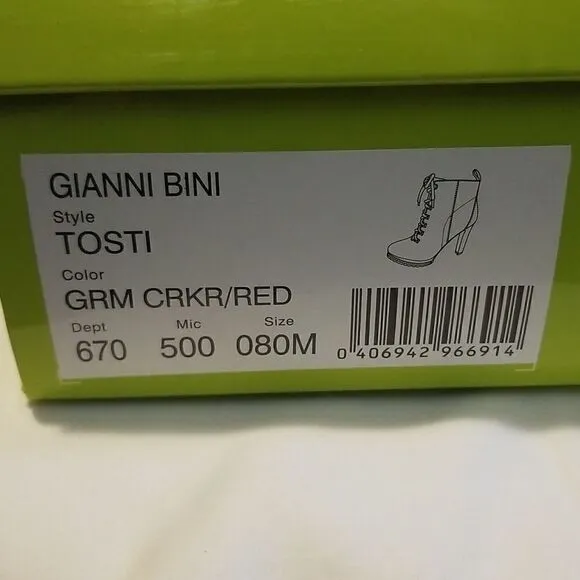 GIANNI BINI
Style
TOSTI
Color
GRM CRKR/RED
Dept Mic Size
670 500 080M
0 406942 966914